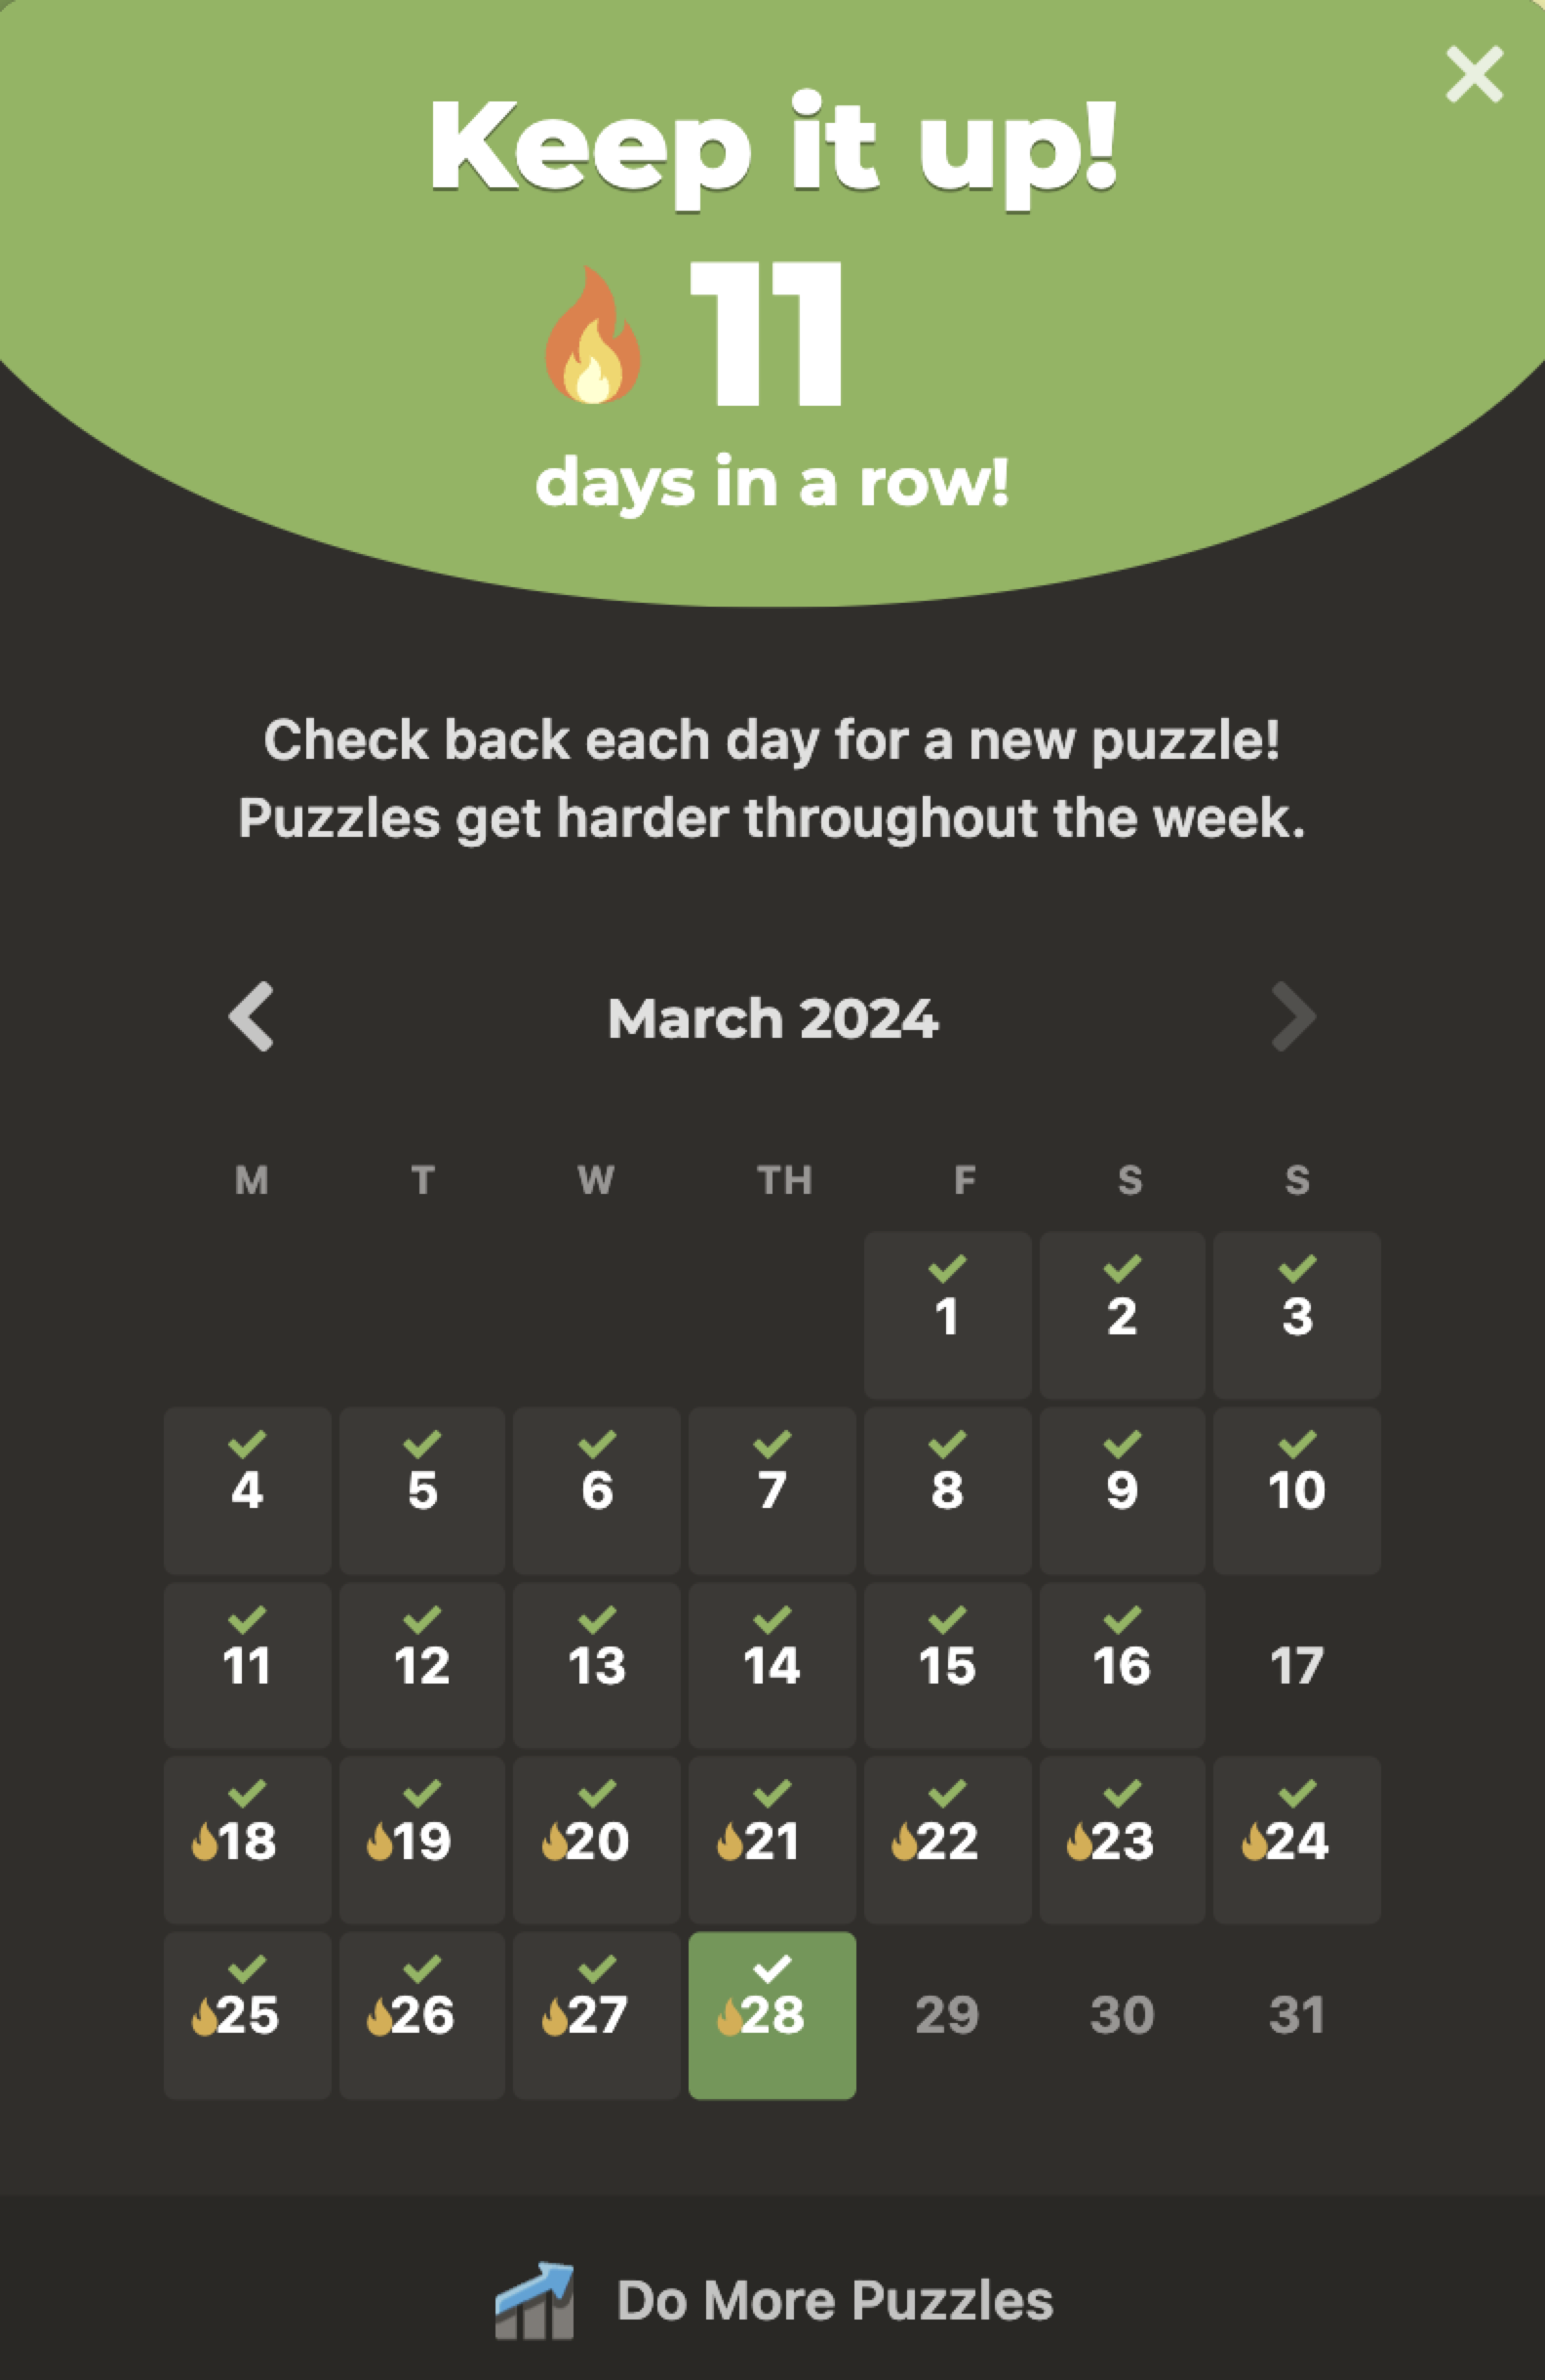 Keep it up!
11
days in a row!
Check back each day for a new puzzle!
Puzzles get harder throughout the week.
March 2024
M T W TH F S S
1 2 3
4 5 6 7 8 9 10
11 12 13 14 15 16 17
18 19 20 21 22 23 24
25 26 27 28 29 30 31
Do More Puzzles